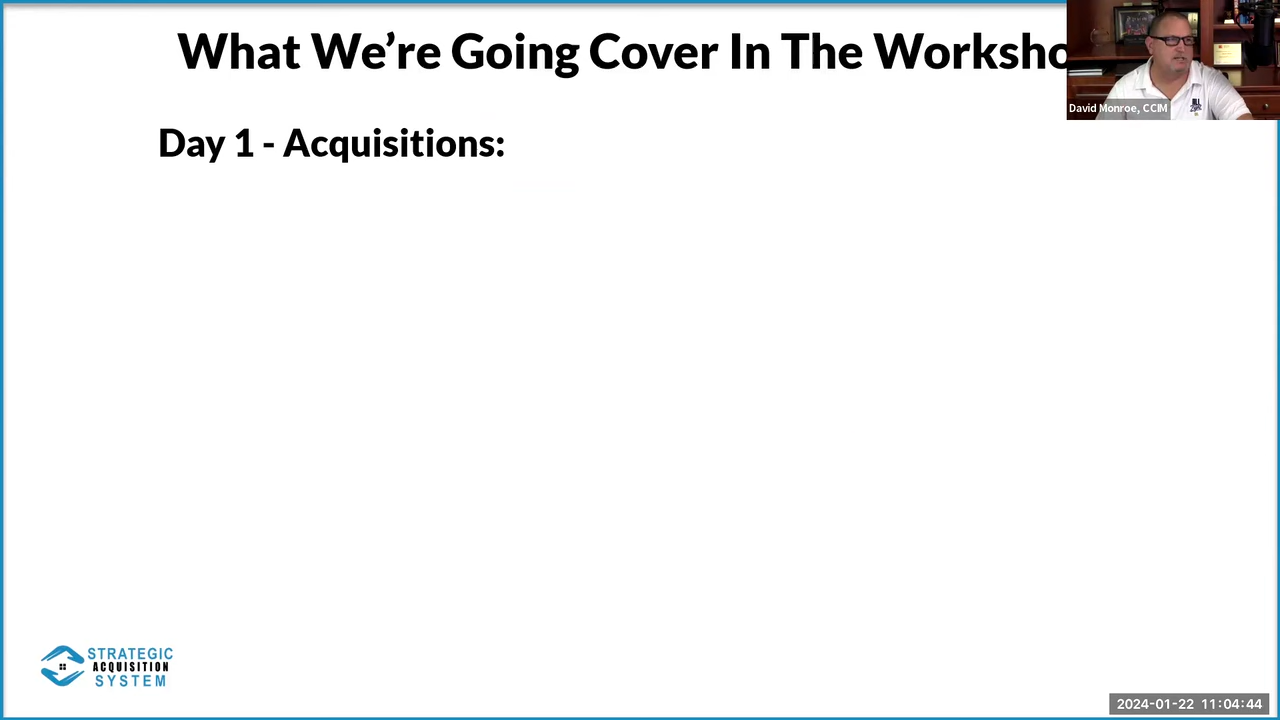 What We're Going Cover In The Worksho
David Monroe, CCIM
Day 1 - Acquisitions:
STRATEGIC
ACQUISITION
SYSTEM
2024-01-22 11:04:44